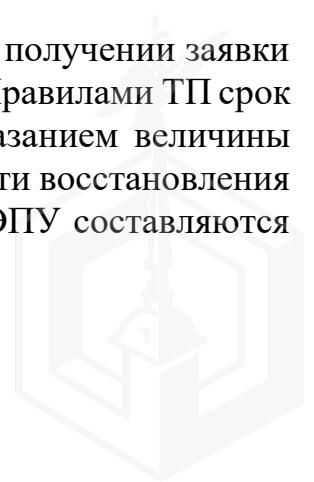 получении заявки
Правилами ТП срок
азанием величины
ти восстановления
ЭПУ составляются